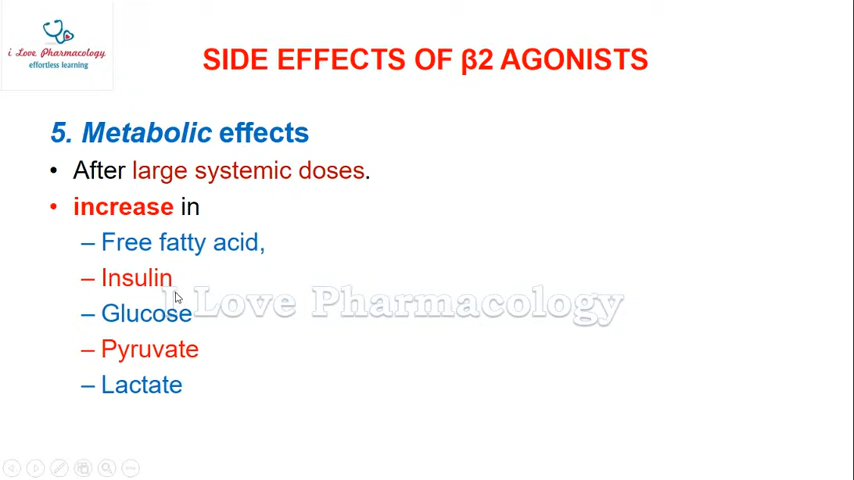 i Love Pharmacology
effortless learning
SIDE EFFECTS OF β2 AGONISTS
5. Metabolic effects
• After large systemic doses.
• increase in
– Free fatty acid,
– Insulin
I Love Pharmacology
– Glucose
– Pyruvate
– Lactate